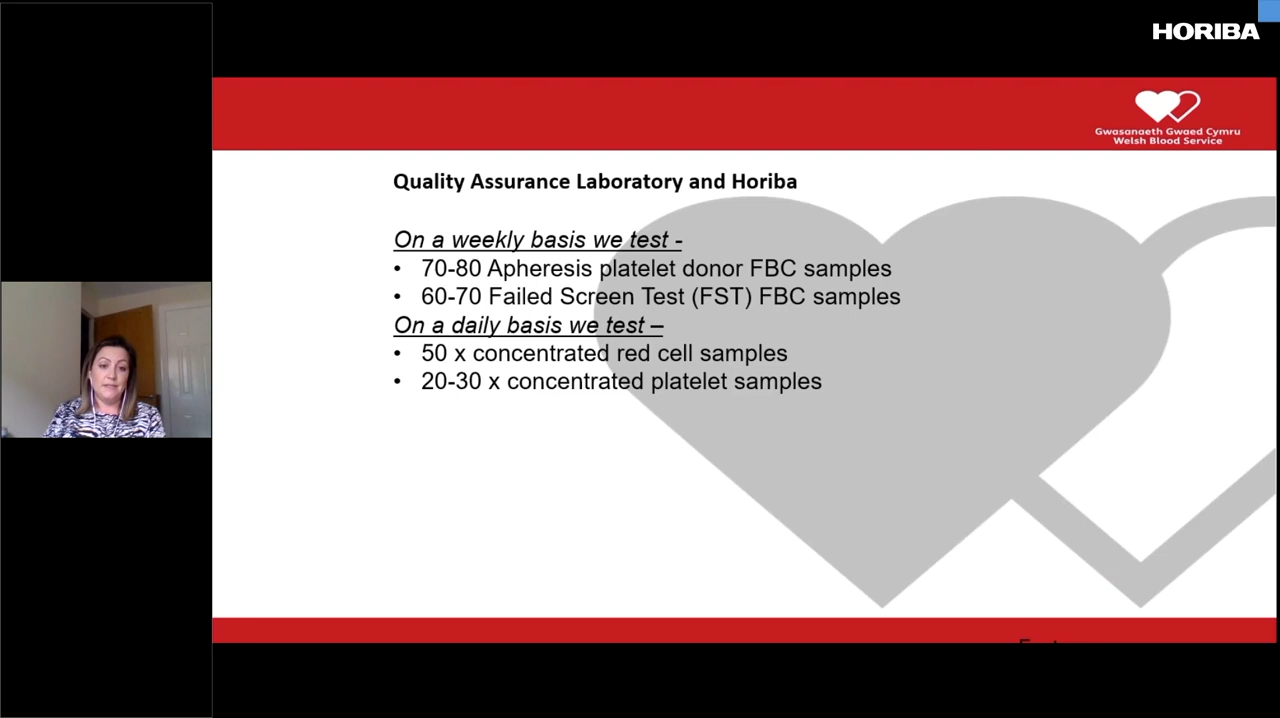 HORIBA
Gwasanaeth Gwaed Cymru
Welsh Blood Service
Quality Assurance Laboratory and Horiba
On a weekly basis we test -
• 70-80 Apheresis platelet donor FBC samples
• 60-70 Failed Screen Test (FST) FBC samples
On a daily basis we test –
• 50 x concentrated red cell samples
• 20-30 x concentrated platelet samples